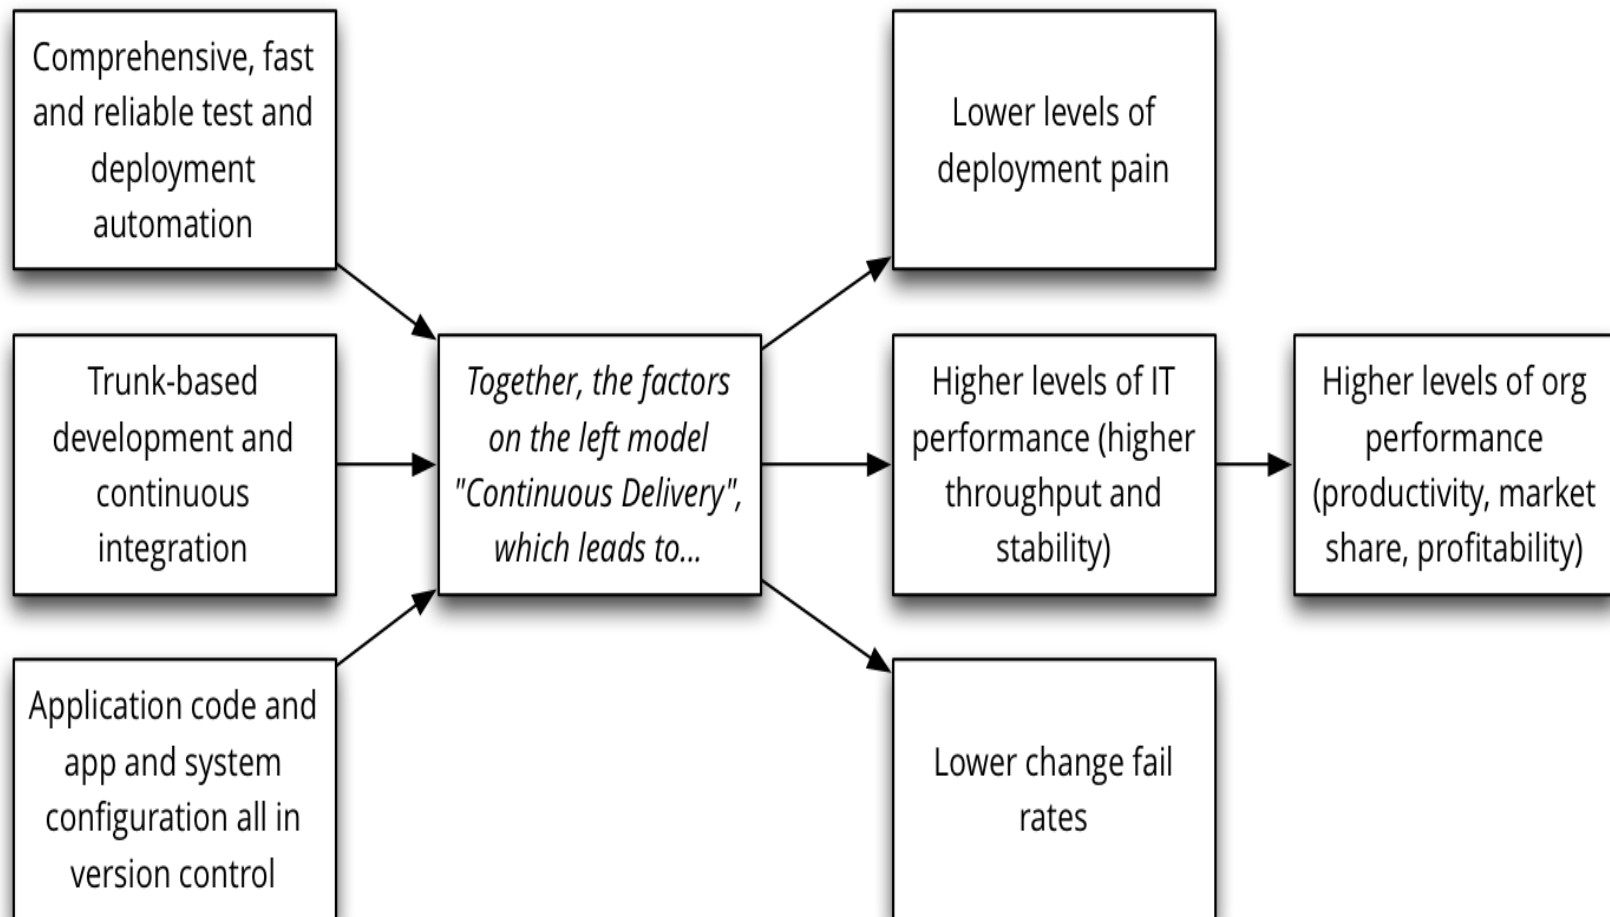 Comprehensive, fast
and reliable test and
deployment
automation
Trunk-based
development and
continuous
integration
Application code and
app and system
configuration all in
version control
Together, the factors
on the left model
"Continuous Delivery",
which leads to...
Lower levels of
deployment pain
Higher levels of IT
performance (higher
throughput and
stability)
Lower change fail
rates
Higher levels of org
performance
(productivity, market
share, profitability)